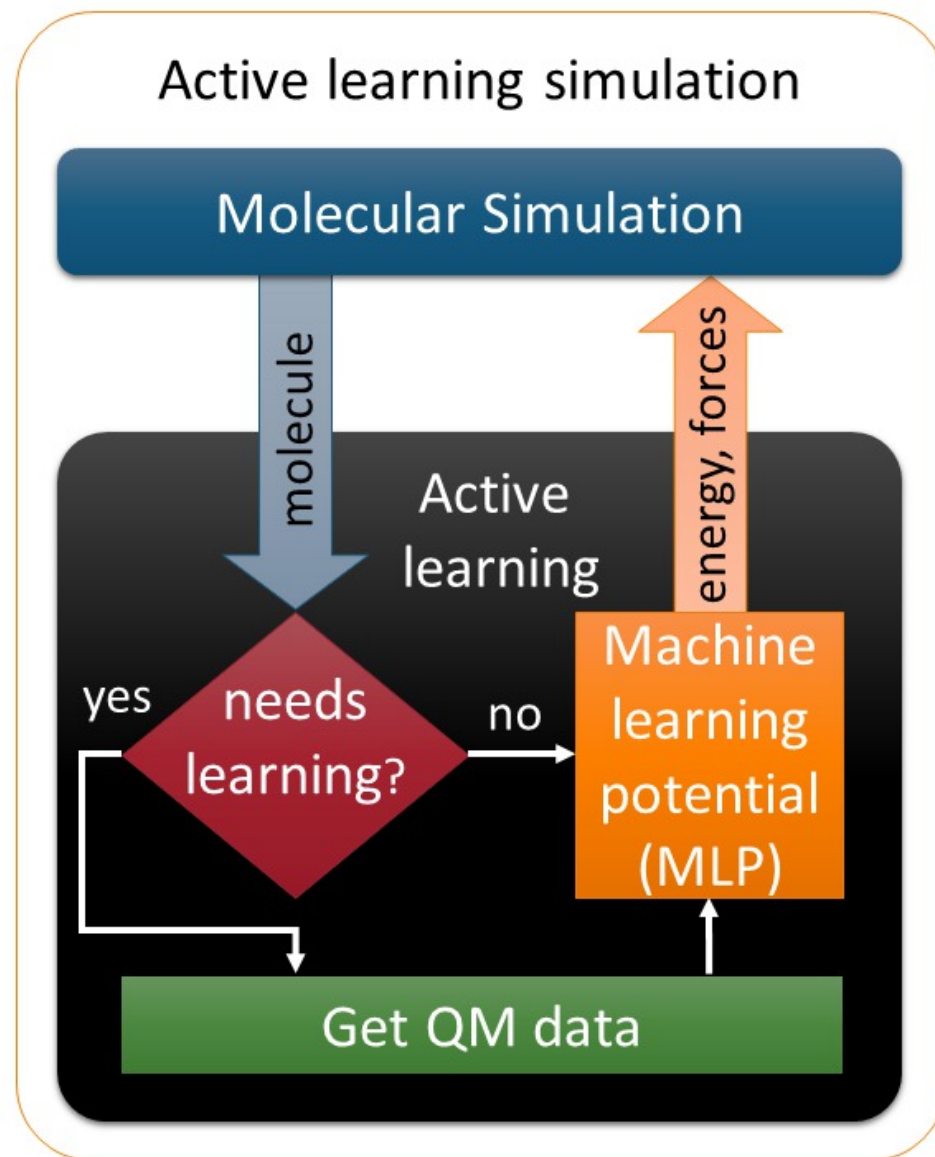 Active learning simulation
Molecular Simulation
molecule
energy, forces
Active
learning
yes
needs
learning?
no
Machine
learning
potential
(MLP)
Get QM data